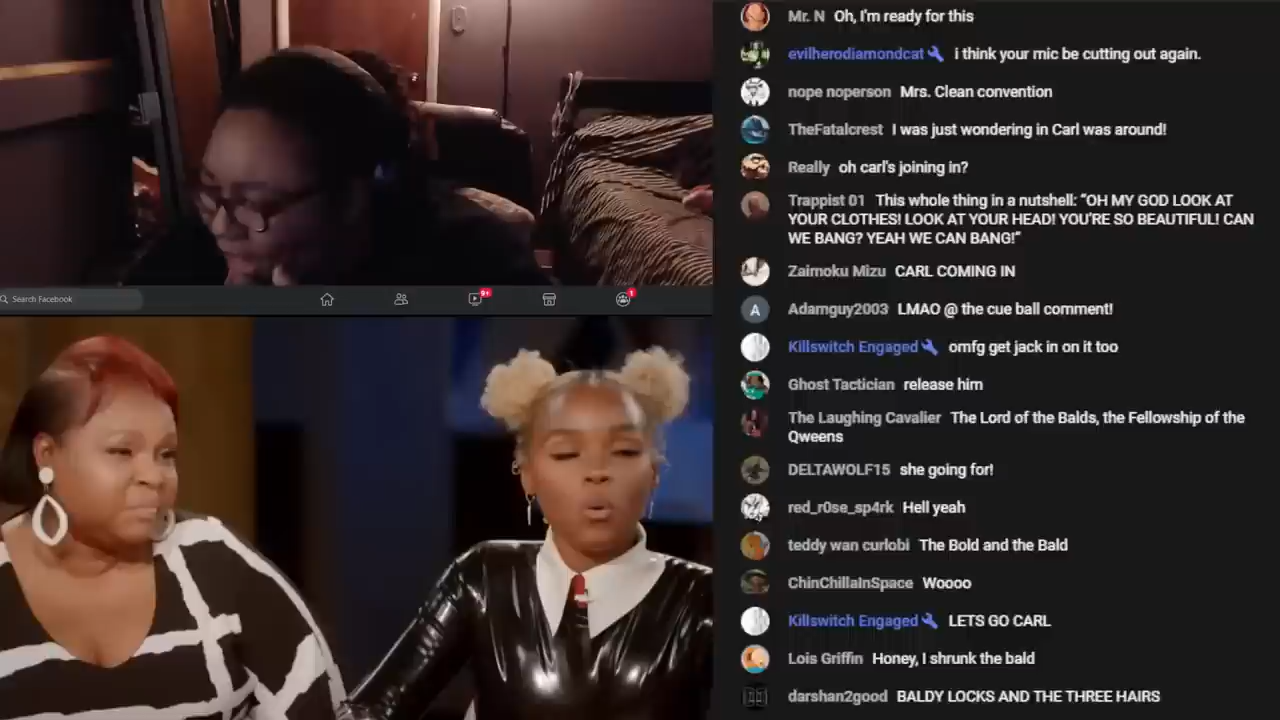 Mr. N Oh, I'm ready for this
evilherodiamondcat i think your mic be cutting out again.
nope noperson Mrs. Clean convention
TheFatalcrest I was just wondering in Carl was around!
Really oh carl's joining in?
Trappist 01 This whole thing in a nutshell: “OH MY GOD LOOK AT
YOUR CLOTHES! LOOK AT YOUR HEAD! YOU'RE SO BEAUTIFUL! CAN
WE BANG? YEAH WE CAN BANG!”
Zaimoku Mizu CARL COMING IN
A
Adamguy2003 LMAO @ the cue ball comment!
Killswitch Engaged omfg get jack in on it too
Ghost Tactician release him
The Laughing Cavalier The Lord of the Balds, the Fellowship of the
Qweens
DELTAWOLF15 she going for!
red_r0se_sp4rk Hell yeah
teddy wan curlobi The Bold and the Bald
ChinChillaInSpace Woooo
Killswitch Engaged LETS GO CARL
Lois Griffin Honey, I shrunk the bald
darshan2good BALDY LOCKS AND THE THREE HAIRS
Search Facebook
9+
1